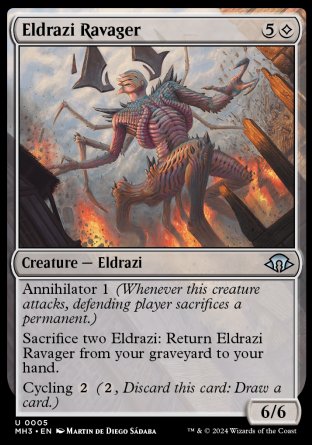 Eldrazi Ravager 5
Creature — Eldrazi
Annihilator 1 (Whenever this creature
attacks, defending player sacrifices a
permanent.)
Sacrifice two Eldrazi: Return Eldrazi
Ravager from your graveyard to your
hand.
Cycling 2 (2, Discard this card: Draw a
card.)
6/6
U 0005
MH3 • EN Martin de Diego Sádaba
™ & © 2024 Wizards of the Coast